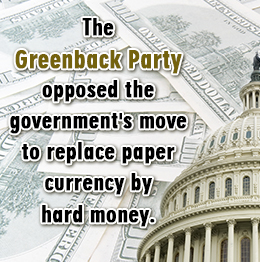 The
Greenback Party
opposed the
government's move
to replace paper
currency by
hard money.